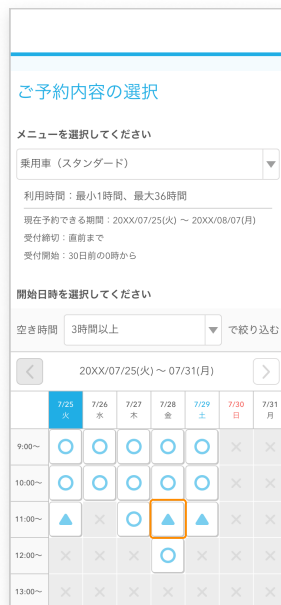 ご予約内容の選択
メニューを選択してください
乗用車（スタンダード）
利用時間：最小1時間、最大36時間
現在予約できる期間：20XX/07/25(火) ～ 20XX/08/07(月)
受付締切：直前まで
受付開始：30日前の0時から
開始日時を選択してください
空き時間 3時間以上 で絞り込む
20XX/07/25(火)～ 07/31(月)
7/25 7/26 7/27 7/28 7/29 7/30 7/31
火 水 木 金 土 日 月
9:00～
10:00～
11:00～
12:00～
13:00～